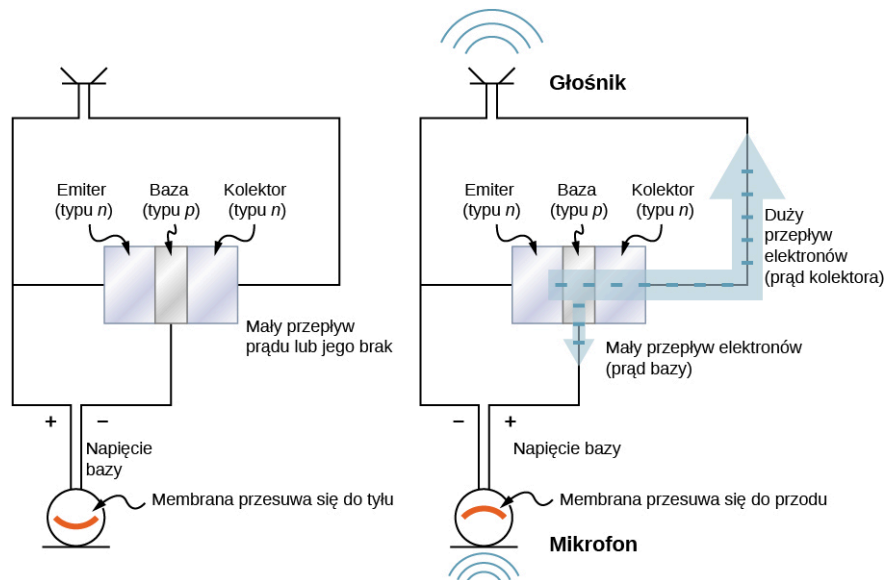 Emiter
(typu n)
Baza
(typu p)
Kolektor
(typu n)
Mały przepływ
prądu lub jego brak
+
−
Napięcie
bazy
Membrana przesuwa się do tyłu
Głośnik
Emiter
(typu n)
Baza
(typu p)
Kolektor
(typu n)
Duży
przepływ
elektronów
(prąd kolektora)
Mały przepływ elektronów
(prąd bazy)
−
+
Napięcie bazy
Membrana przesuwa się do przodu
Mikrofon